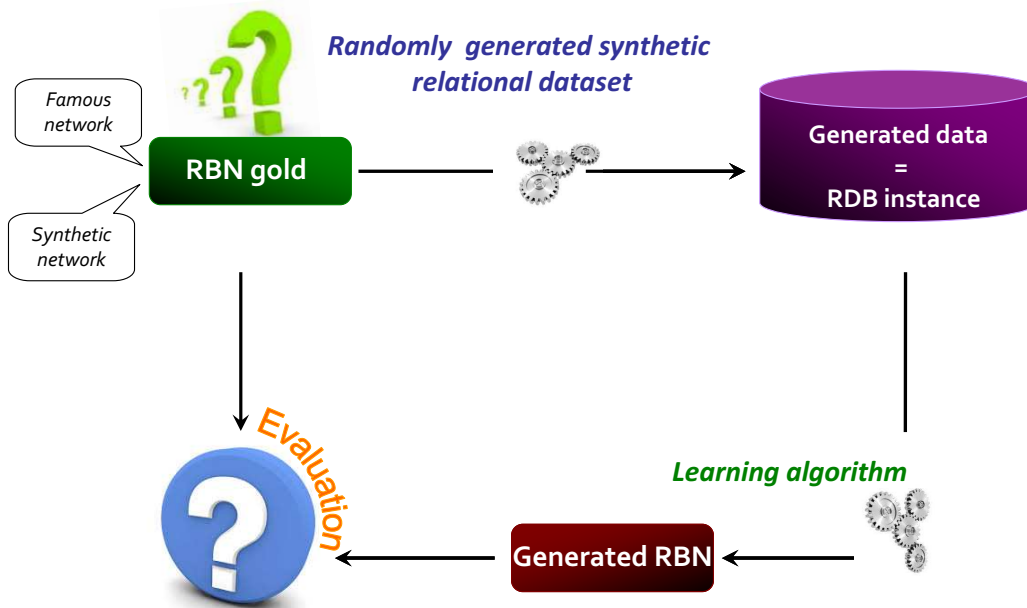 Randomly generated synthetic
relational dataset
Famous
network
RBN gold
Generated data
=
RDB instance
Synthetic
network
Evaluation
Learning algorithm
Generated RBN